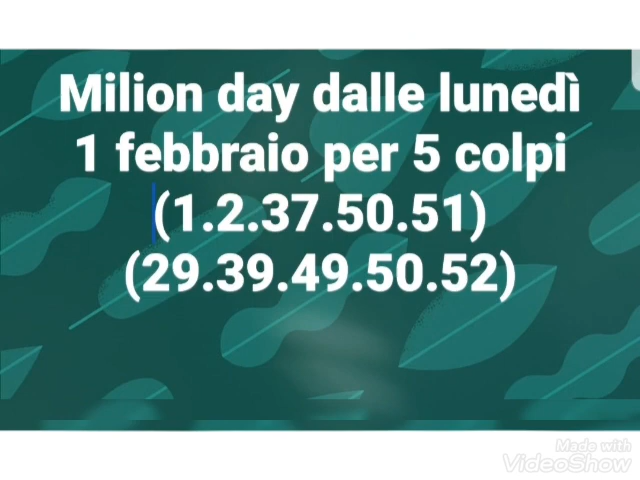 Milion day dalle lunedì
1 febbraio per 5 colpi
(1.2.37.50.51)
(29.39.49.50.52)
Made with
VideoShow